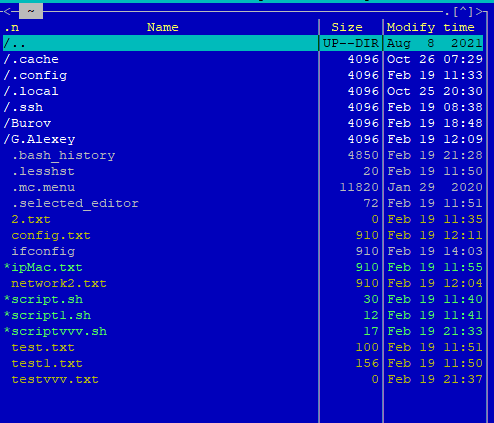 <- ~ .[^]>
.n Name Size Modify time
/.. UP--DIR Aug 8 2021
/.cache 4096 Oct 26 07:29
/.config 4096 Feb 19 11:33
/.local 4096 Oct 25 20:30
/.ssh 4096 Feb 19 08:38
/Burov 4096 Feb 19 18:48
/G.Alexey 4096 Feb 19 12:09
.bash_history 4850 Feb 19 21:28
.lesshst 20 Feb 19 11:50
.mc.menu 11820 Jan 29 2020
.selected_editor 72 Feb 19 11:51
2.txt 0 Feb 19 11:35
config.txt 910 Feb 19 12:11
ifconfig 910 Feb 19 14:03
*ipMac.txt 910 Feb 19 11:55
network2.txt 910 Feb 19 12:04
*script.sh 30 Feb 19 11:40
*script1.sh 12 Feb 19 11:41
*scriptvvv.sh 17 Feb 19 21:33
test.txt 100 Feb 19 11:51
test1.txt 156 Feb 19 11:50
testvvv.txt 0 Feb 19 21:37